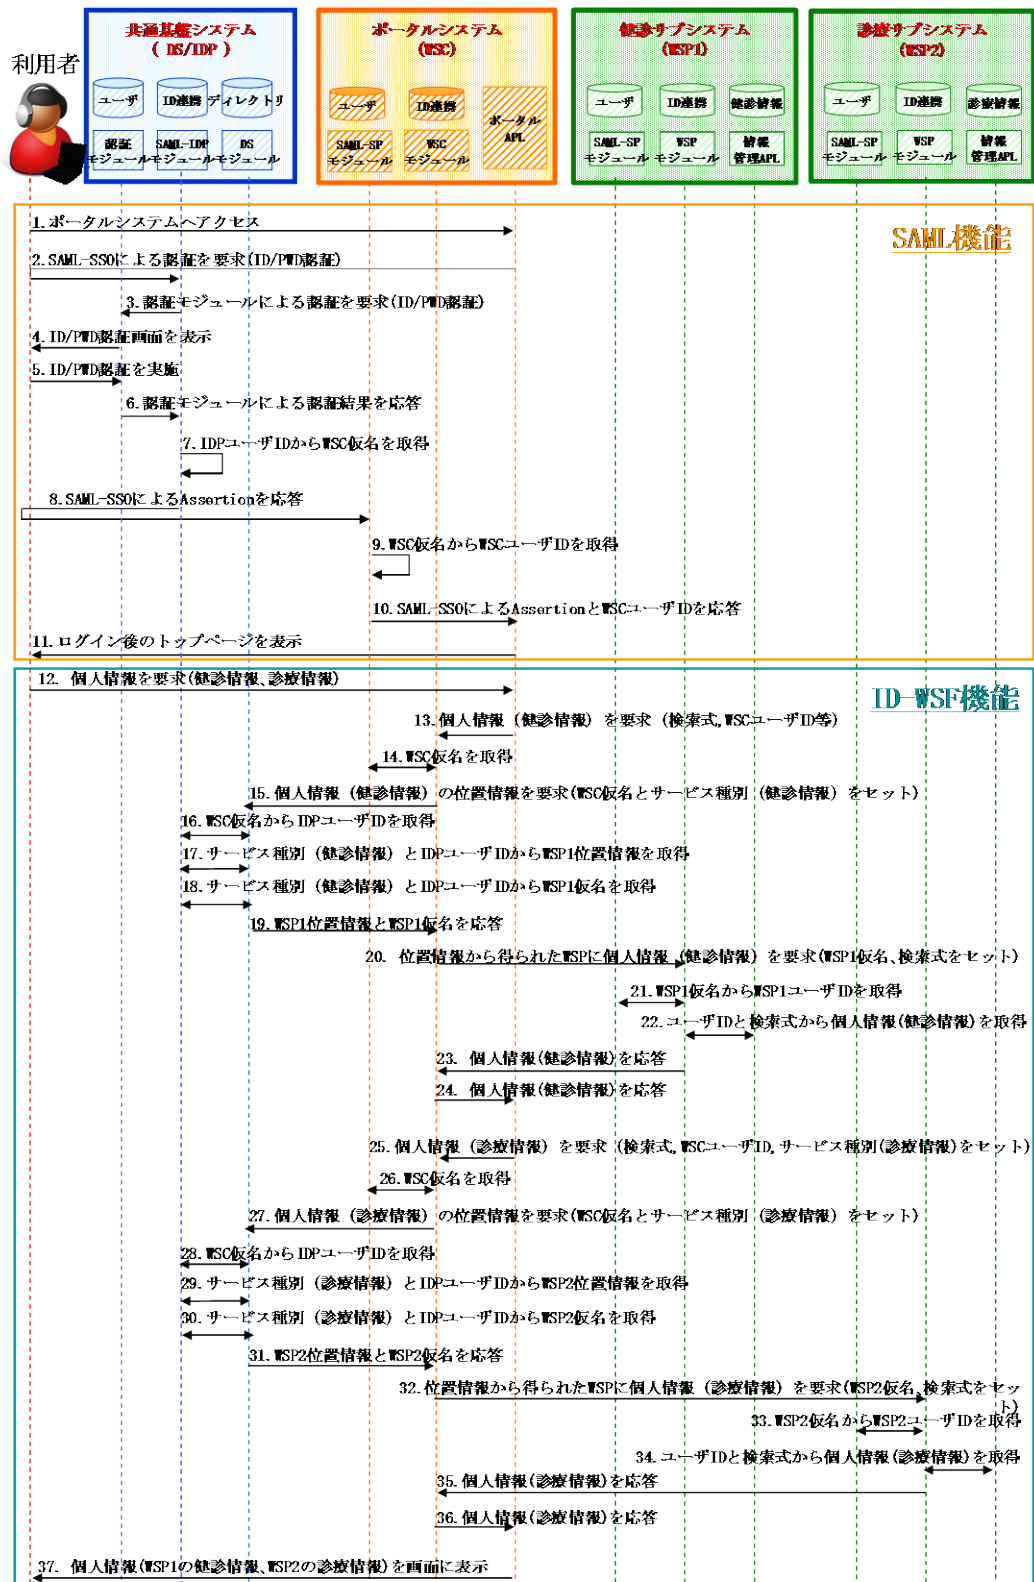 利用者
共通基盤システム
( DS/IDP )
ユーザ
ID連携
ディレクトリ
認証
モジュール
SAML-IDP
モジュール
DS
モジュール
ポータルシステム
(WSC)
ユーザ
ID連携
ポータル
APL
SAML-SP
モジュール
WSC
モジュール
健診サブシステム
(WSP1)
ユーザ
ID連携
健診情報
SAML-SP
モジュール
WSP
モジュール
情報
管理APL
診療サブシステム
(WSP2)
ユーザ
ID連携
診療情報
SAML-SP
モジュール
WSP
モジュール
情報
管理APL
SAML機能
1.ポータルシステムへアクセス
2.SAML-SSOによる認証を要求(ID/PWD認証)
3.認証モジュールによる認証を要求(ID/PWD認証)
4.ID/PWD認証画面を表示
5.ID/PWD認証を実施
6.認証モジュールによる認証結果を応答
7.IDPユーザIDからWSC仮名を取得
8.SAML-SSOによるAssertionを応答
9.WSC仮名からWSCユーザIDを取得
10.SAML-SSOによるAssertionとWSCユーザIDを応答
11.ログイン後のトップページを表示
ID-WSF機能
12. 個人情報を要求(健診情報、診療情報)
13.個人情報（健診情報）を要求（検索式,WSCユーザID等)
14.WSC仮名を取得
15.個人情報（健診情報）の位置情報を要求(WSC仮名とサービス種別（健診情報）をセット)
16.WSC仮名からIDPユーザIDを取得
17.サービス種別（健診情報）とIDPユーザIDからWSP1位置情報を取得
18.サービス種別（健診情報）とIDPユーザIDからWSP1仮名を取得
19.WSP1位置情報とWSP1仮名を応答
20. 位置情報から得られたWSPに個人情報（健診情報）を要求(WSP1仮名、検索式をセット)
21.WSP1仮名からWSP1ユーザIDを取得
22.ユーザIDと検索式から個人情報(健診情報)を取得
23. 個人情報(健診情報)を応答
24. 個人情報(健診情報)を応答
25.個人情報（診療情報）を要求（検索式,WSCユーザID,サービス種別(診療情報)をセット)
26.WSC仮名を取得
27.個人情報（診療情報）の位置情報を要求(WSC仮名とサービス種別（診療情報）をセット)
28.WSC仮名からIDPユーザIDを取得
29.サービス種別（診療情報）とIDPユーザIDからWSP2位置情報を取得
30.サービス種別（診療情報）とIDPユーザIDからWSP2仮名を取得
31.WSP2位置情報とWSP2仮名を応答
32.位置情報から得られたWSPに個人情報（診療情報）を要求(WSP2仮名、検索式をセッ
ト)
33.WSP2仮名からWSP2ユーザIDを取得
34.ユーザIDと検索式から個人情報(診療情報)を取得
35.個人情報(診療情報)を応答
36.個人情報(診療情報)を応答
37. 個人情報(WSP1の健診情報、WSP2の診療情報)を画面に表示